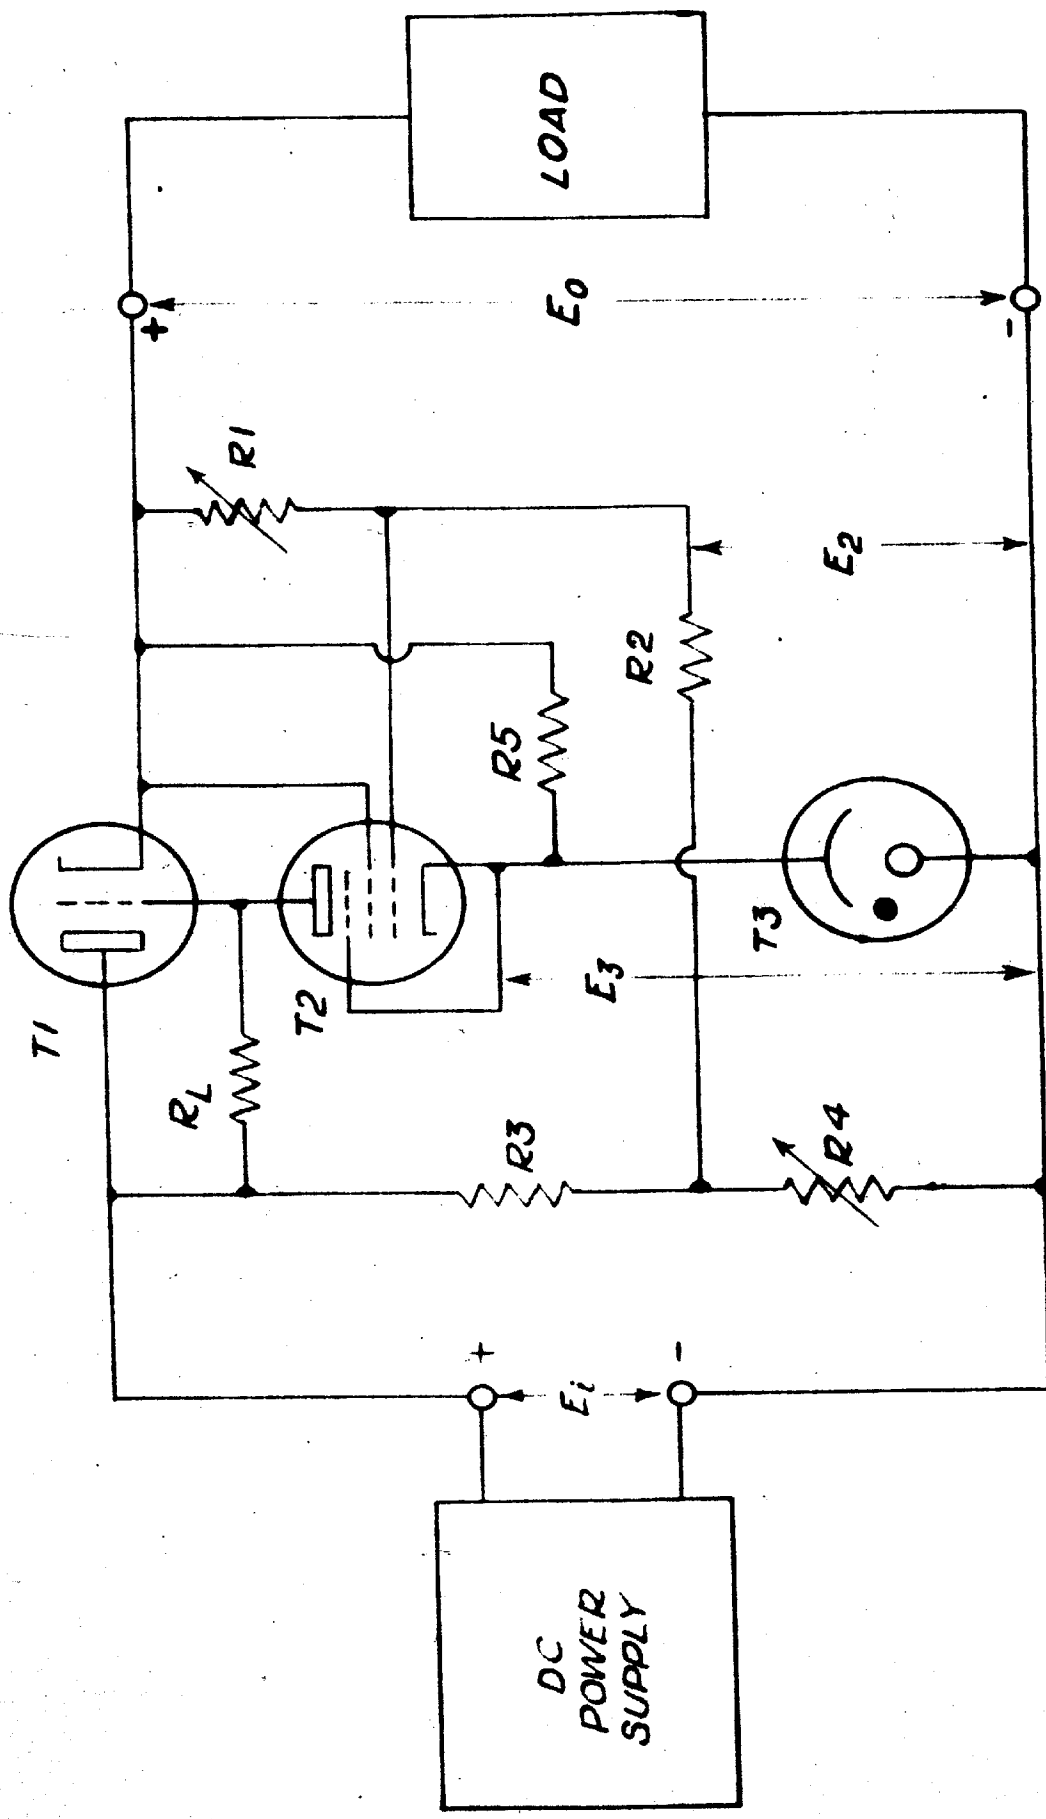 DC
POWER
SUPPLY
+
Ei
-
T1
RL
R3
R4
T2
E3
T3
R5
R2
R1
E2
+
E0
-
LOAD